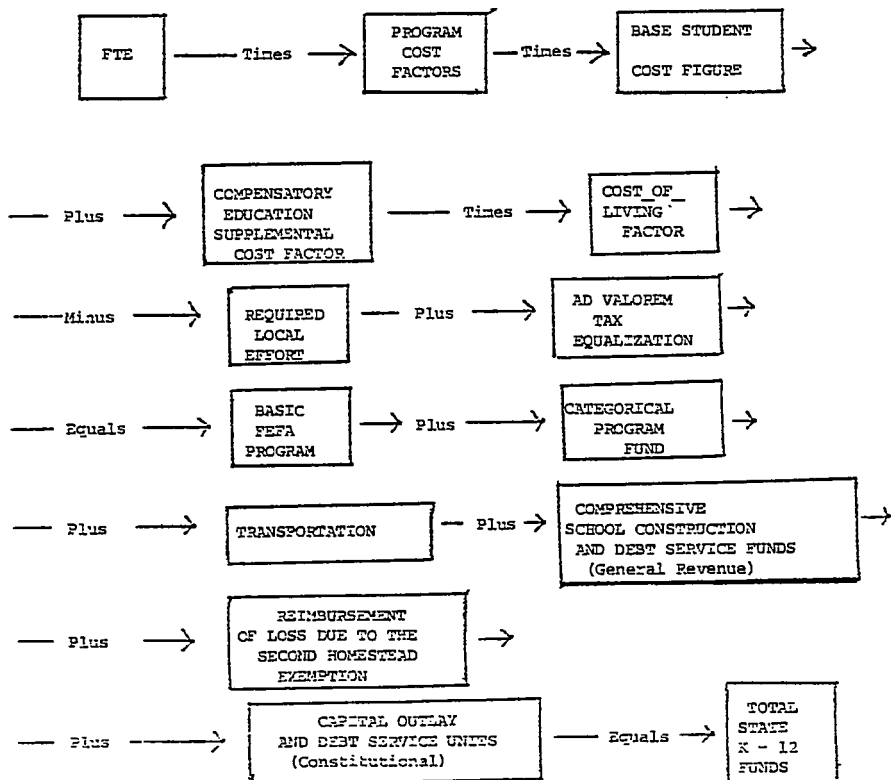 FTE
Times
PROGRAM
COST
FACTORS
Times
BASE STUDENT
COST FIGURE
Plus
COMPENSATORY
EDUCATION
SUPPLEMENTAL
COST FACTOR
Times
COST_OF_
LIVING
FACTOR
Minus
REQUIRED
LOCAL
EFFORT
Plus
AD VALOREM
TAX
EQUALIZATION
Equals
BASIC
FEFA
PROGRAM
Plus
CATEGORICAL
PROGRAM
FUND
Plus
TRANSPORTATION
Plus
COMPREHENSIVE
SCHOOL CONSTRUCTION
AND DEBT SERVICE FUNDS
(General Revenue)
Plus
REIMBURSEMENT
OF LOSS DUE TO THE
SECOND HOMESTEAD
EXEMPTION
Plus
CAPITAL OUTLAY
AND DEBT SERVICE UNITS
(Constitutional)
Equals
TOTAL
STATE
K - 12
FUNDS